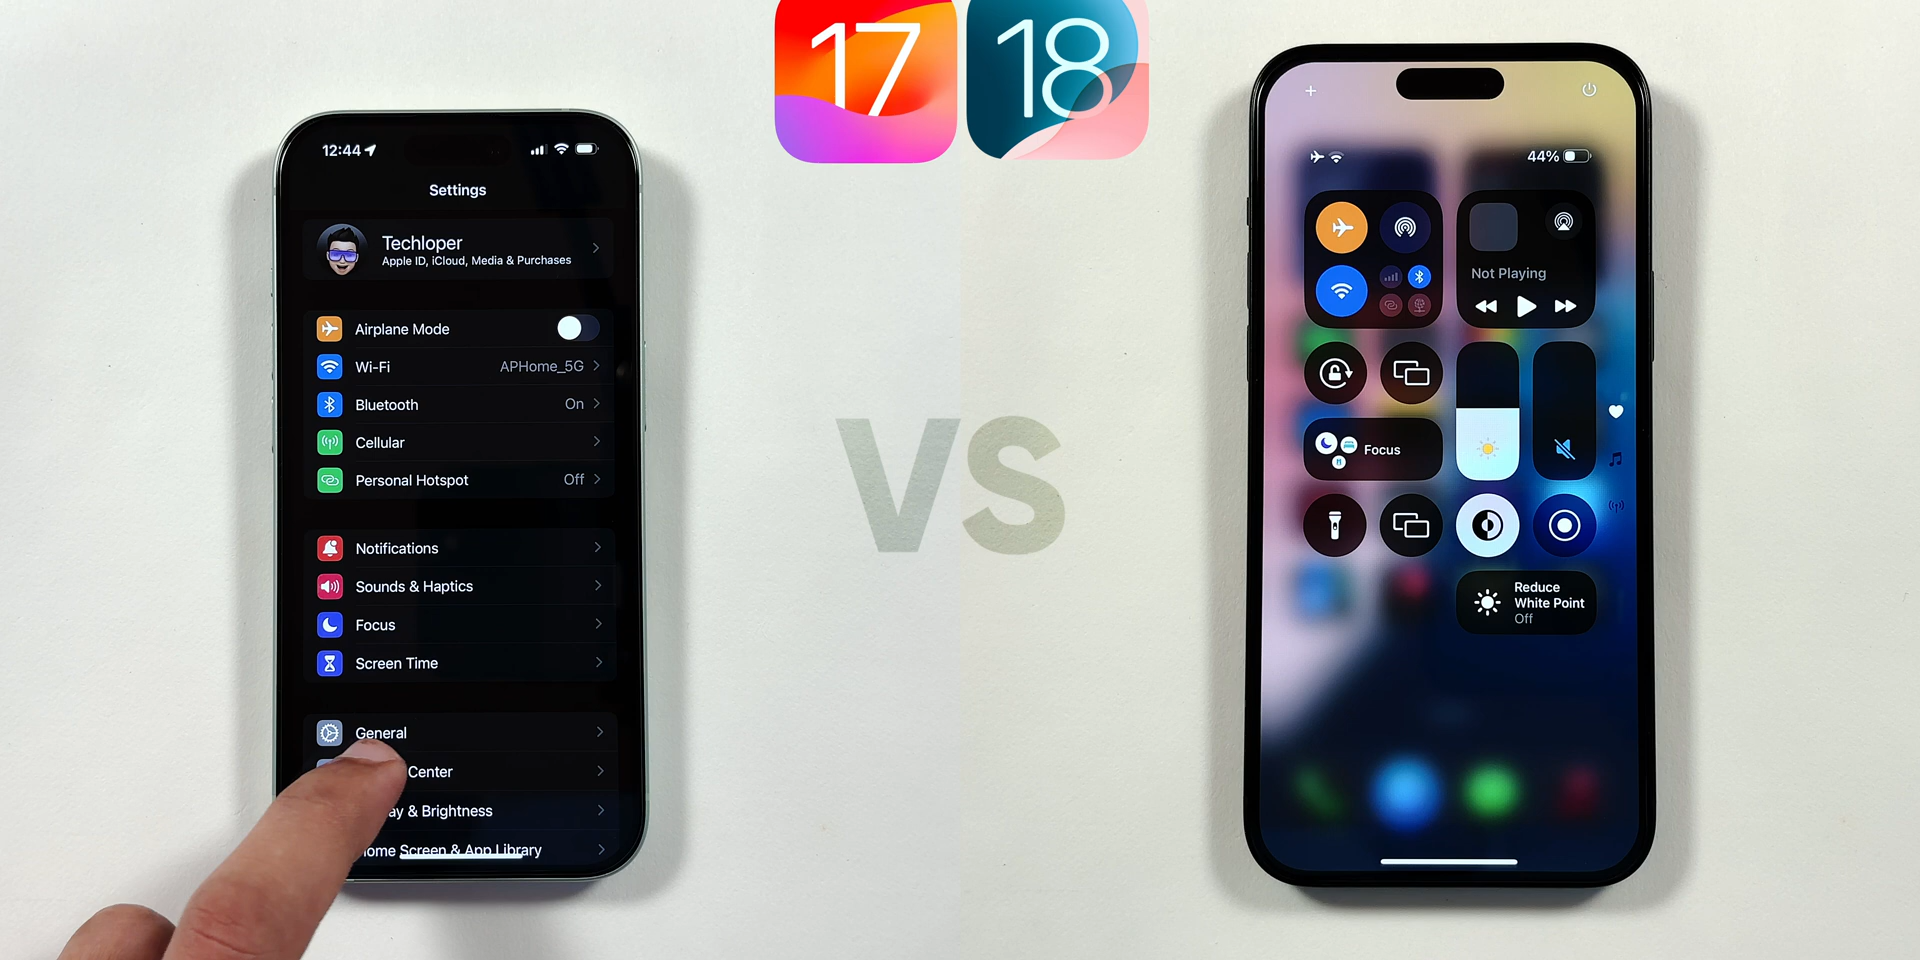 17
18
VS
12:44
Settings
Techloper
Apple ID, iCloud, Media & Purchases
Airplane Mode
Wi-Fi APHome_5G
Bluetooth On
Cellular
Personal Hotspot Off
Notifications
Sounds & Haptics
Focus
Screen Time
General
Center
ay & Brightness
ome Screen & App Library
44%
Not Playing
Focus
Reduce
White Point
Off